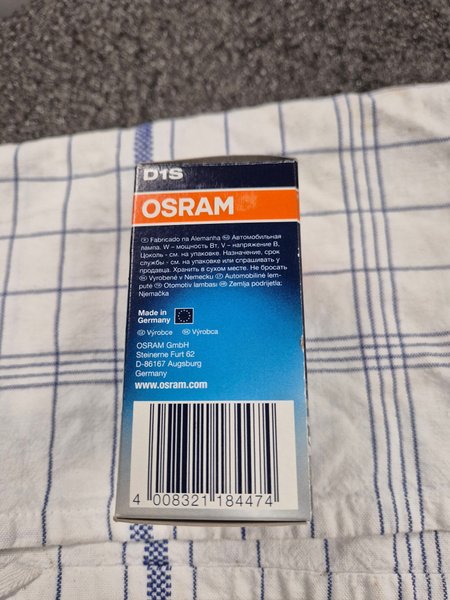 D1S
OSRAM
Fabricado na Alemanha Автомобильная
лампа. W – мощность Вт, V – напряжение В,
Цоколь - см. на упаковке. Назначение, срок
службы - см. на упаковке или спрашивать у
продавца. Хранить в сухом месте. Не бросать
Vyrobené v Nemecku Automobiliné lem-
putė Otomotiv lambası Zemlja podrijetla:
Njemačka
Made in
Germany
Výrobce Výrobca
OSRAM GmbH
Steinerne Furt 62
D-86167 Augsburg
Germany
www.osram.com
4 008321 184474